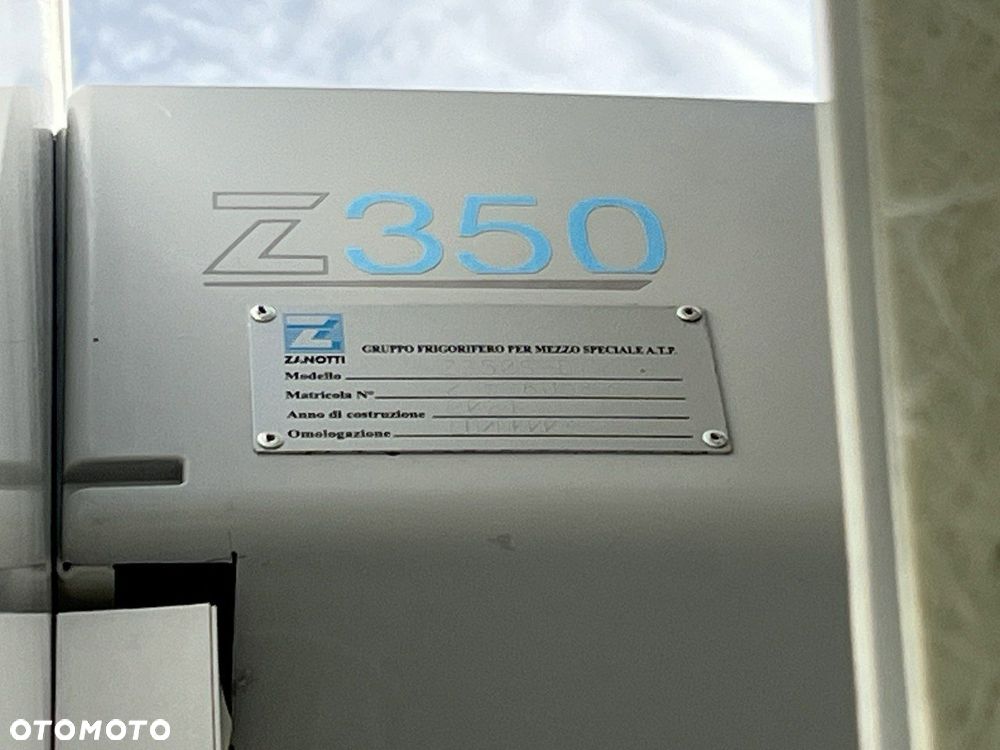 Z350
Z
ZANOTTI
GRUPPO FRIGORIFERO PER MEZZO SPECIALE A.T.P.
Modello
Matricola N°
Anno di costruzione
Omologazione
OTOMOTO